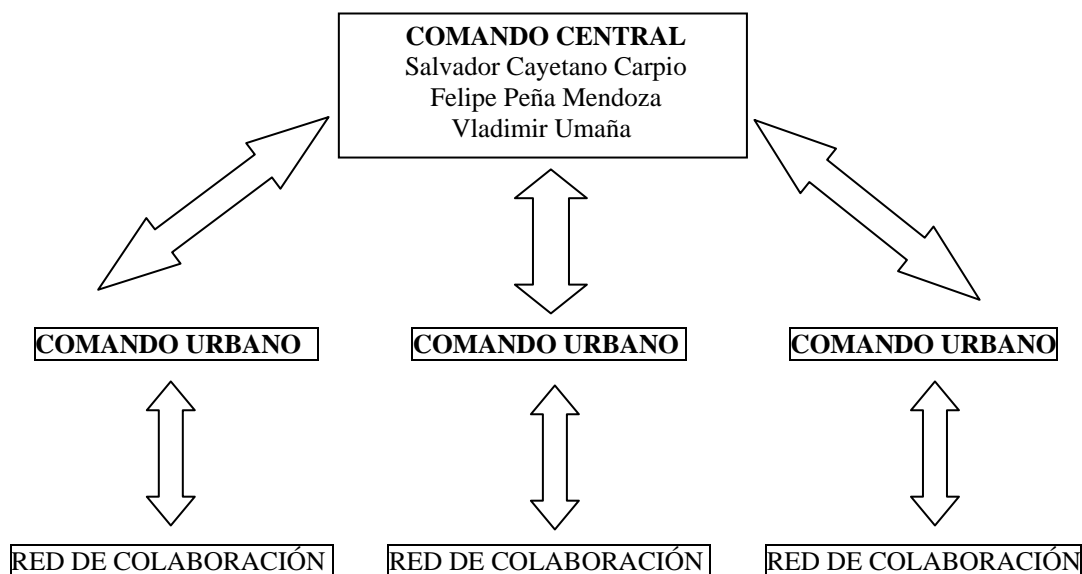 COMANDO CENTRAL
Salvador Cayetano Carpio
Felipe Peña Mendoza
Vladimir Umaña
COMANDO URBANO
COMANDO URBANO
COMANDO URBANO
RED DE COLABORACIÓN
RED DE COLABORACIÓN
RED DE COLABORACIÓN